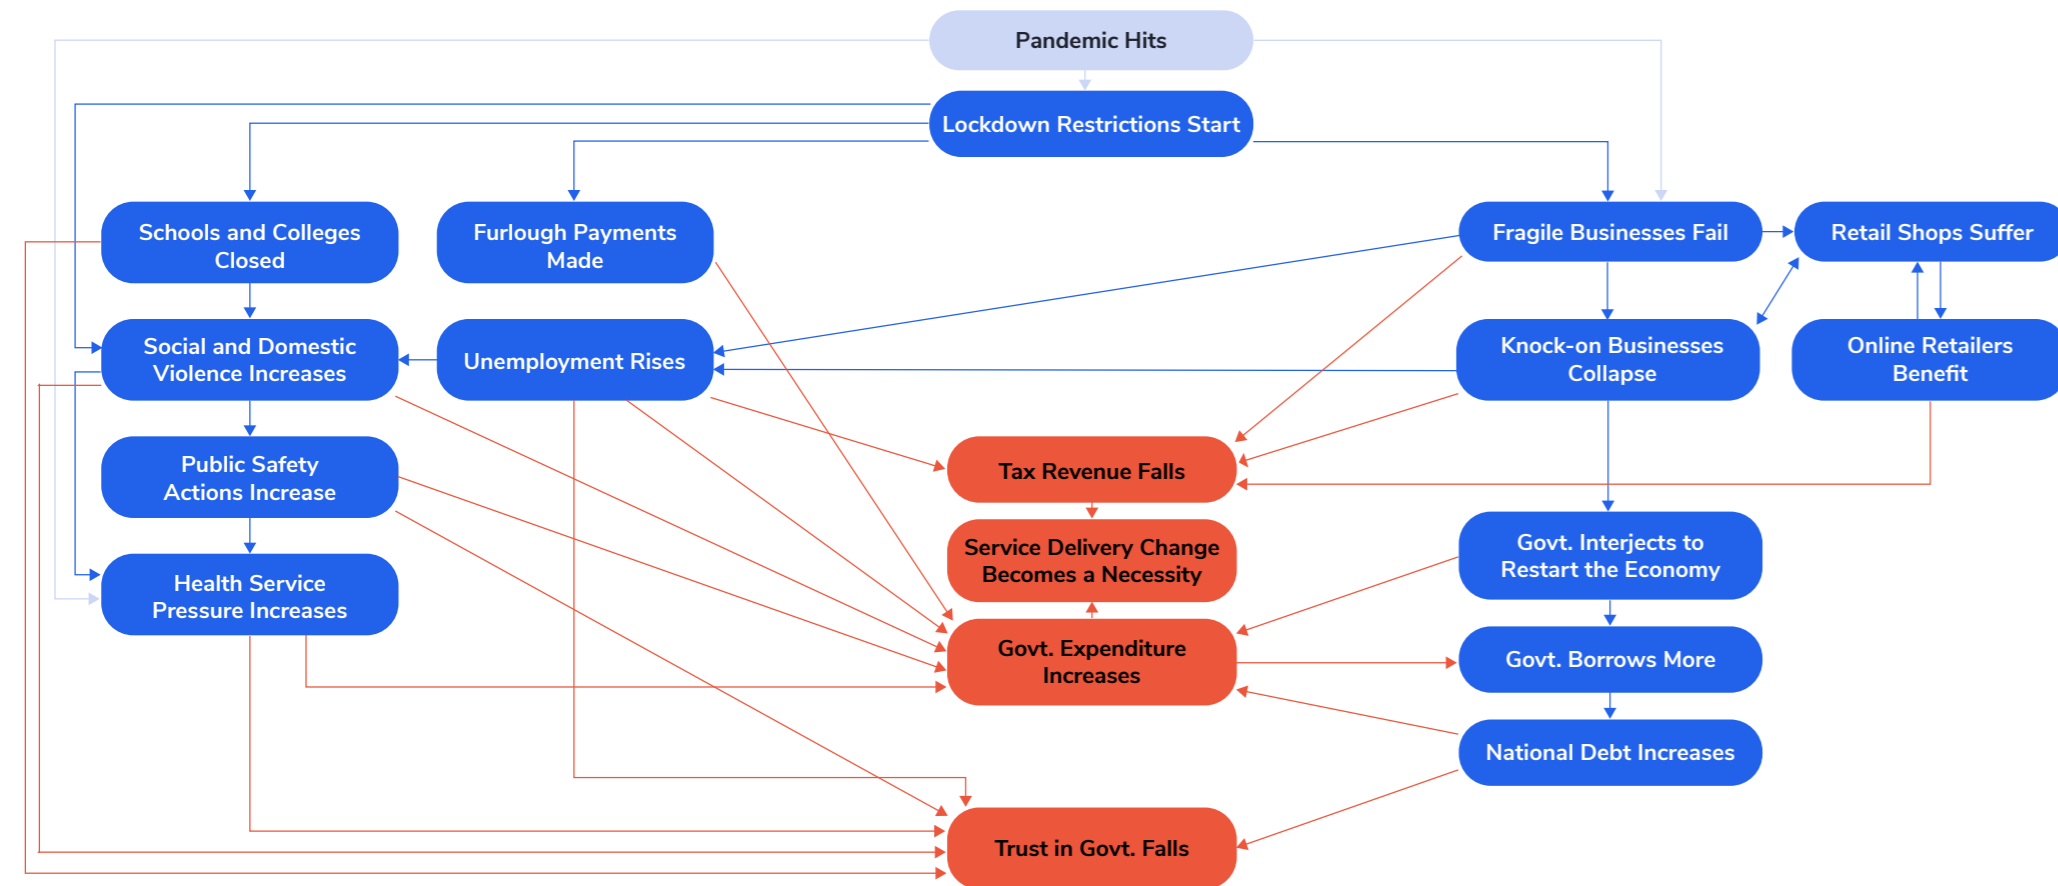 Pandemic Hits
Lockdown Restrictions Start
Schools and Colleges
Closed
Furlough Payments
Made
Fragile Businesses Fail
Retail Shops Suffer
Social and Domestic
Violence Increases
Unemployment Rises
Knock-on Businesses
Collapse
Online Retailers
Benefit
Public Safety
Actions Increase
Tax Revenue Falls
Service Delivery Change
Becomes a Necessity
Govt. Interjects to
Restart the Economy
Health Service
Pressure Increases
Govt. Expenditure
Increases
Govt. Borrows More
National Debt Increases
Trust in Govt. Falls